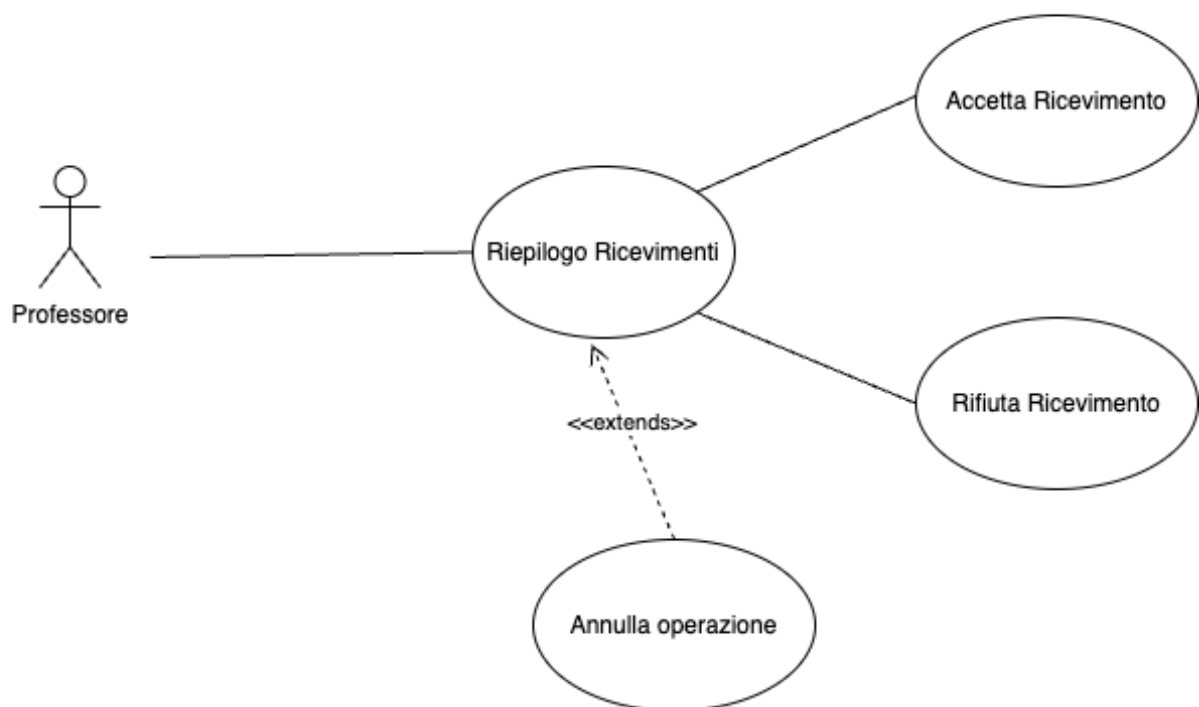 Accetta Ricevimento
Riepilogo Ricevimenti
Professore
Rifiuta Ricevimento
<<extends>>
Annulla operazione